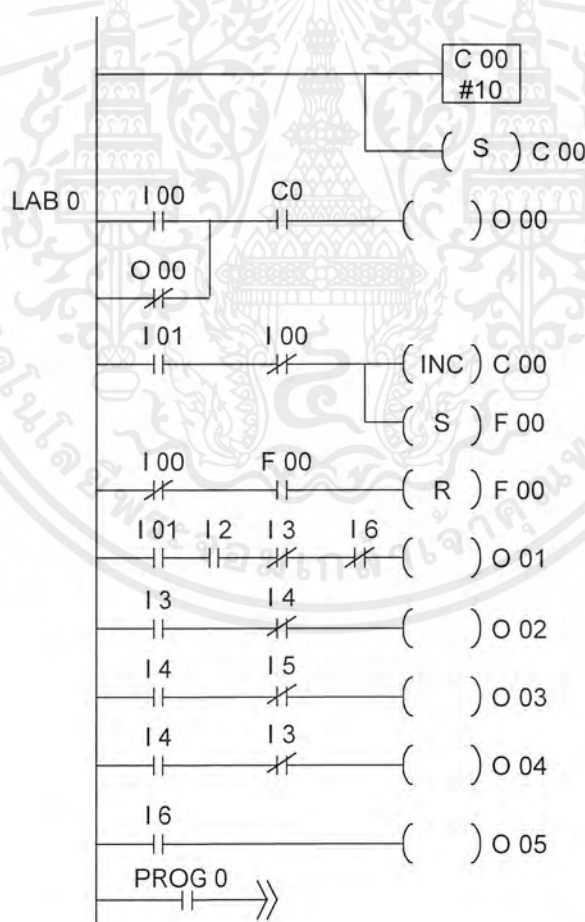 C 00
#10
( S ) C 00
LAB 0
I 00 C0 ( ) O 00
O 00
I 01 I 00 (INC) C 00
( S ) F 00
I 00 F 00 ( R ) F 00
I 01 I 2 I 3 I 6 ( ) O 01
I 3 I 4 ( ) O 02
I 4 I 5 ( ) O 03
I 4 I 3 ( ) O 04
I 6 ( ) O 05
PROG 0